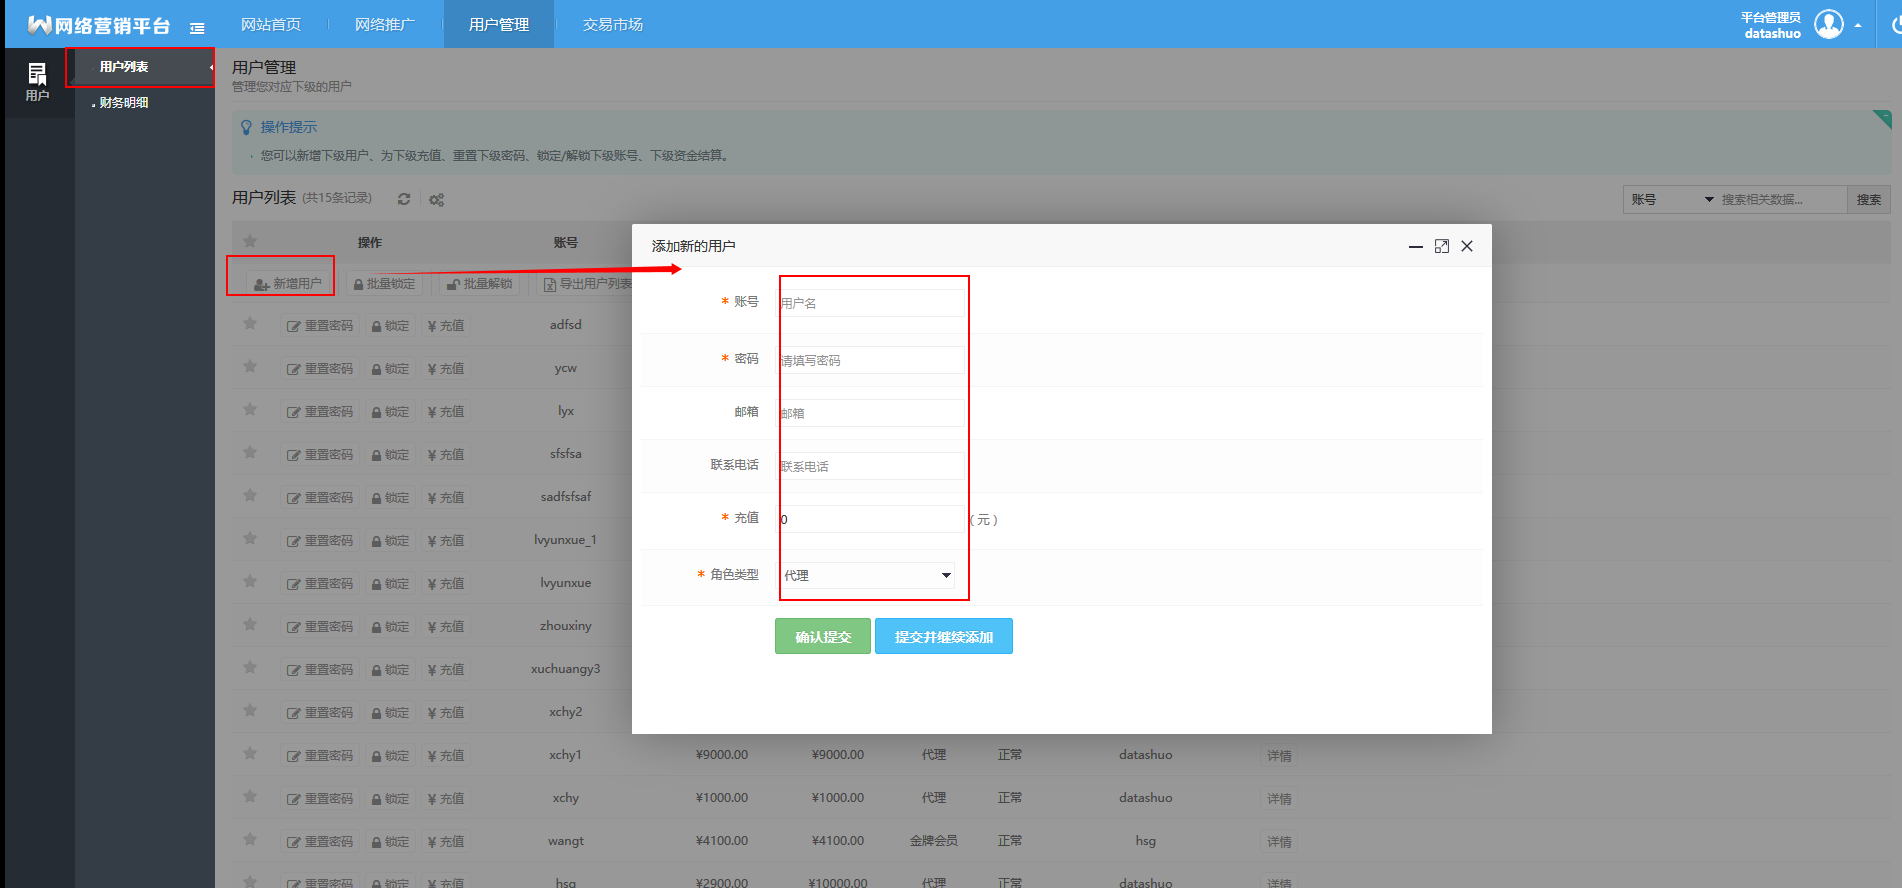 网络营销平台 网站首页 网络推广 用户管理 交易市场 平台管理员
datashuo
用户
用户列表
财务明细
用户管理
管理您对应下级的用户
操作提示
您可以新增下级用户、为下级充值、重置下级密码、锁定/解锁下级账号、下级资金结算。
用户列表 (共15条记录) 账号 搜索相关数据... 搜索
操作 账号
新增用户 批量锁定 批量解锁 导出用户列表
重置密码 锁定 ¥ 充值 adfsd
重置密码 锁定 ¥ 充值 ycw
重置密码 锁定 ¥ 充值 lyx
重置密码 锁定 ¥ 充值 sfsfsa
重置密码 锁定 ¥ 充值 sadfsfsaf
重置密码 锁定 ¥ 充值 lvyunxue_1
重置密码 锁定 ¥ 充值 lvyunxue
重置密码 锁定 ¥ 充值 zhouxiny
重置密码 锁定 ¥ 充值 xuchuangy3
重置密码 锁定 ¥ 充值 xchy2
重置密码 锁定 ¥ 充值 xchy1 ¥9000.00 ¥9000.00 代理 正常 datashuo 详情
重置密码 锁定 ¥ 充值 xchy ¥1000.00 ¥1000.00 代理 正常 datashuo 详情
重置密码 锁定 ¥ 充值 wangt ¥4100.00 ¥4100.00 金牌会员 正常 hsg 详情
重置密码 锁定 ¥ 充值 hsg ¥2900.00 ¥10000.00 代理 正常 datashuo 详情
添加新的用户
* 账号 用户名
* 密码 请填写密码
邮箱 邮箱
联系电话 联系电话
* 充值 0 ( 元 )
* 角色类型 代理
确认提交 提交并继续添加